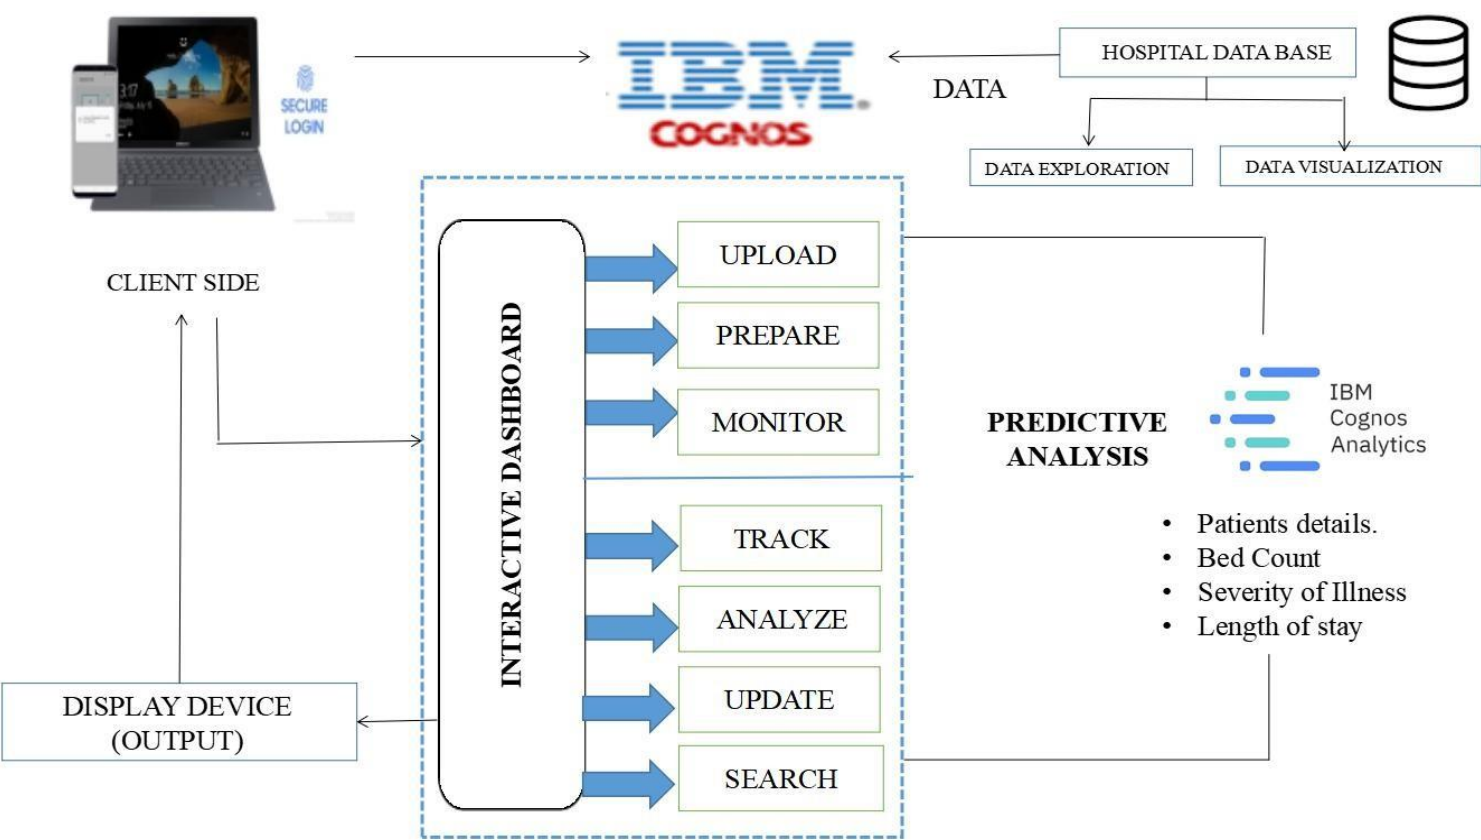 3:17
SECURE
LOGIN
IBM
COGNOS
DATA
HOSPITAL DATA BASE
DATA EXPLORATION
DATA VISUALIZATION
CLIENT SIDE
INTERACTIVE DASHBOARD
UPLOAD
PREPARE
MONITOR
TRACK
ANALYZE
UPDATE
SEARCH
PREDICTIVE
ANALYSIS
IBM
Cognos
Analytics
• Patients details.
• Bed Count
• Severity of Illness
• Length of stay
DISPLAY DEVICE
(OUTPUT)